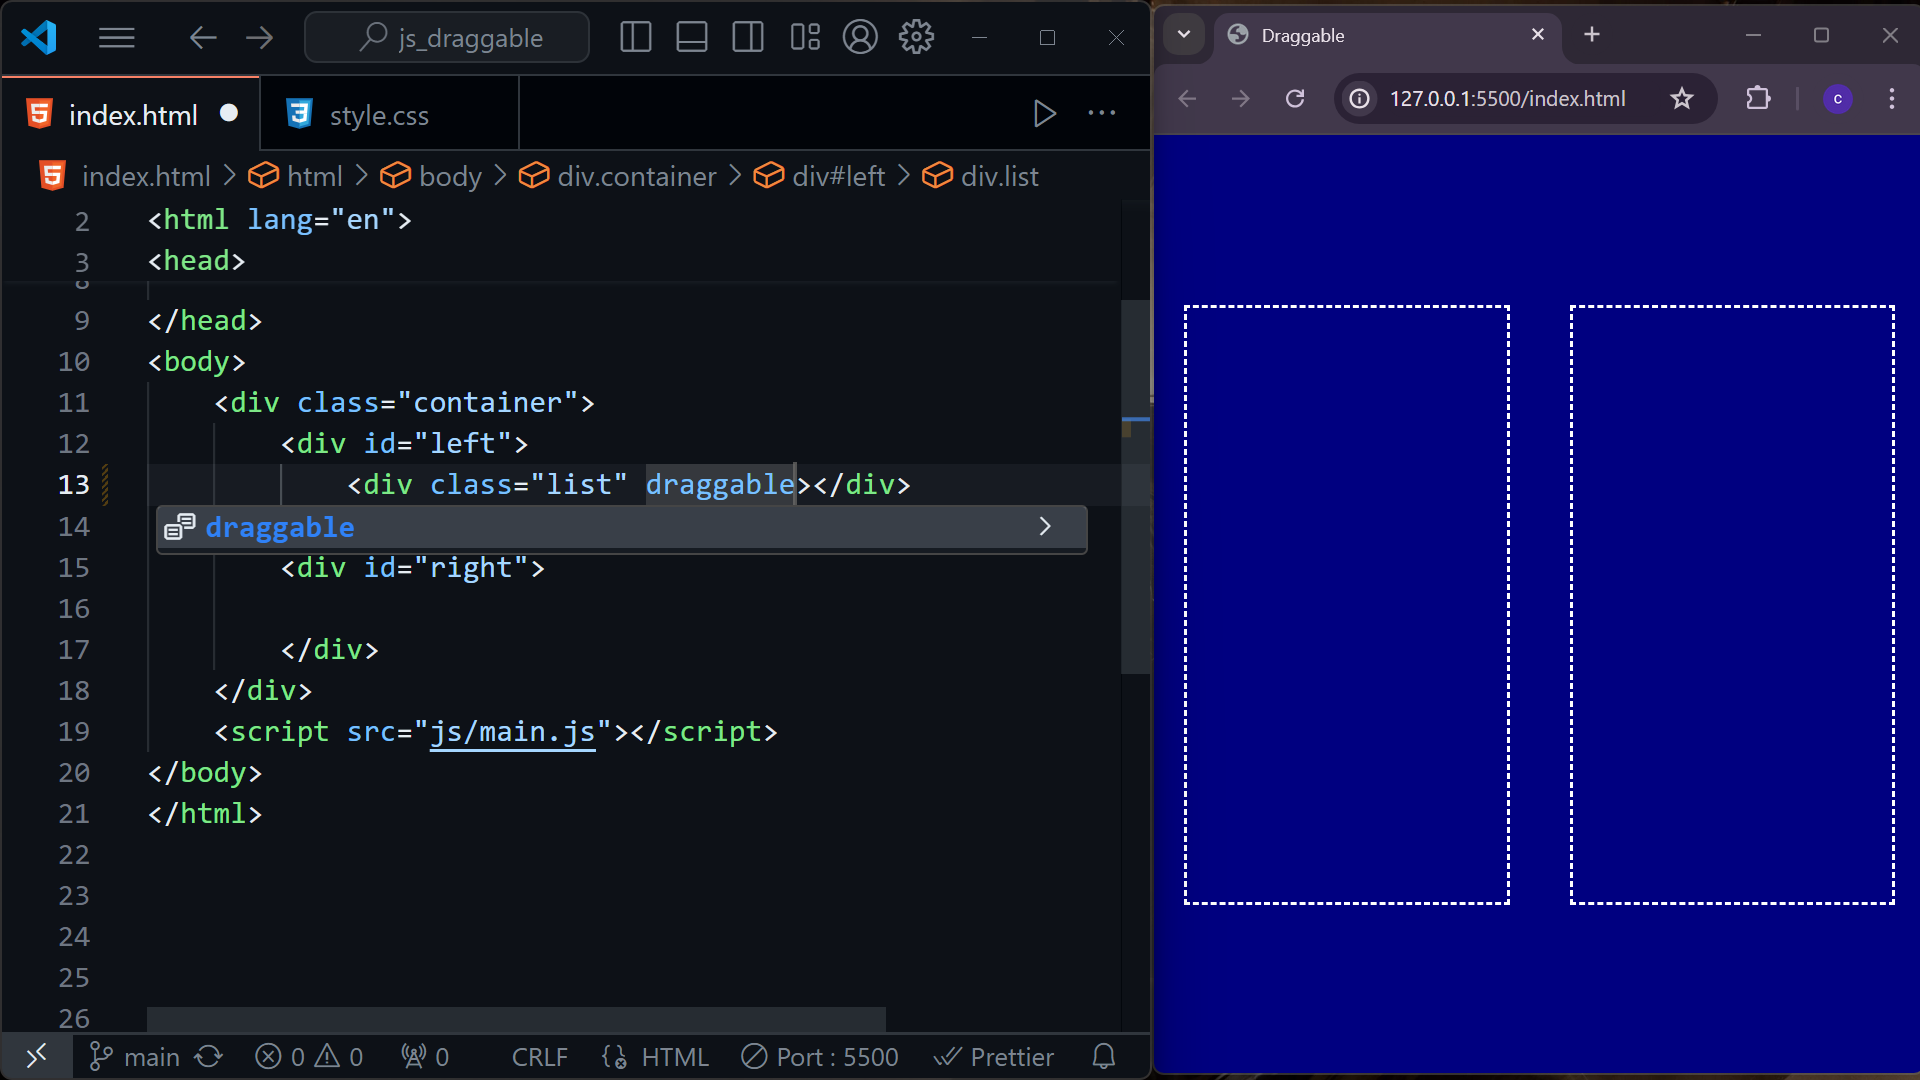 js_draggable
index.html
style.css
index.html
html
body
div.container
div#left
div.list
2 <html lang="en">
3 <head>
8
9 </head>
10 <body>
11 <div class="container">
12 <div id="left">
13 <div class="list" draggable></div>
14
draggable
15 <div id="right">
16
17 </div>
18 </div>
19 <script src="js/main.js"></script>
20 </body>
21 </html>
22
23
24
25
26
main
0
0
0
CRLF
HTML
Port : 5500
Prettier
Draggable
127.0.0.1:5500/index.html
c